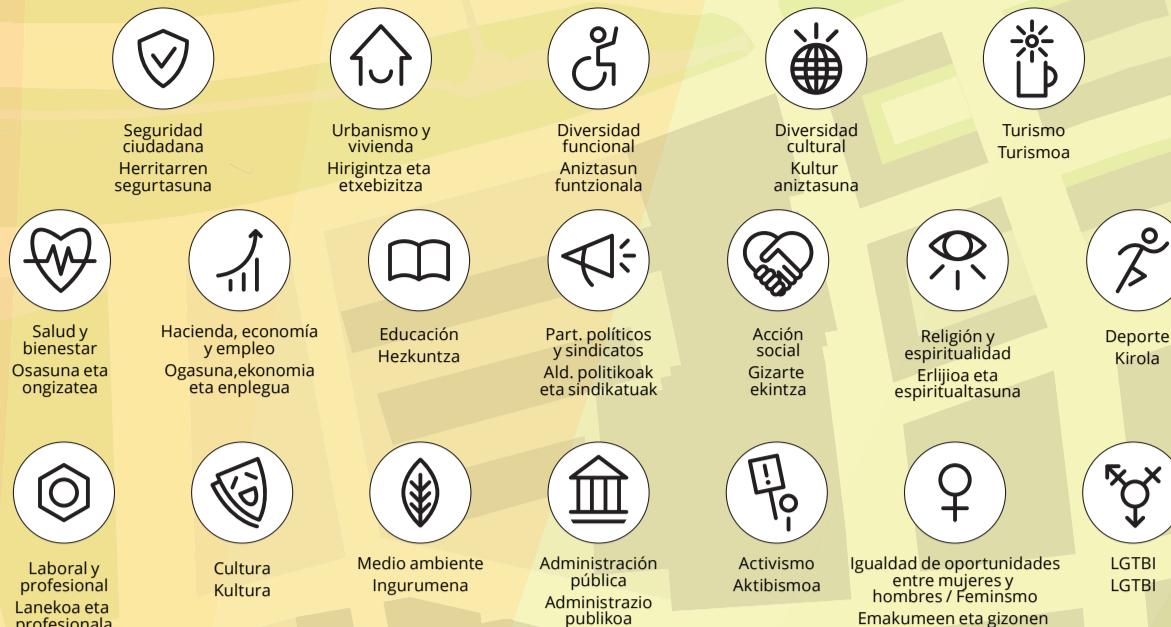 Seguridad
ciudadana
Herritarren
segurtasuna
Urbanismo y
vivienda
Hirigintza eta
etxebizitza
Diversidad
funcional
Aniztasun
funtzionala
Diversidad
cultural
Kultur
aniztasuna
Turismo
Turismoa
Salud y
bienestar
Osasuna eta
ongizatea
Hacienda, economía
y empleo
Ogasuna,ekonomia
eta enplegua
Educación
Hezkuntza
Part. políticos
y sindicatos
Ald. politikoak
eta sindikatuak
Acción
social
Gizarte
ekintza
Religión y
espiritualidad
Erlijioa eta
espiritualtasuna
Deporte
Kirola
Laboral y
profesional
Lanekoa eta
profesionala
Cultura
Kultura
Medio ambiente
Ingurumena
Administración
pública
Administrazio
publikoa
Activismo
Aktibismoa
Igualdad de oportunidades
entre mujeres y
hombres / Feminsmo
Emakumeen eta gizonen
LGTBI
LGTBI